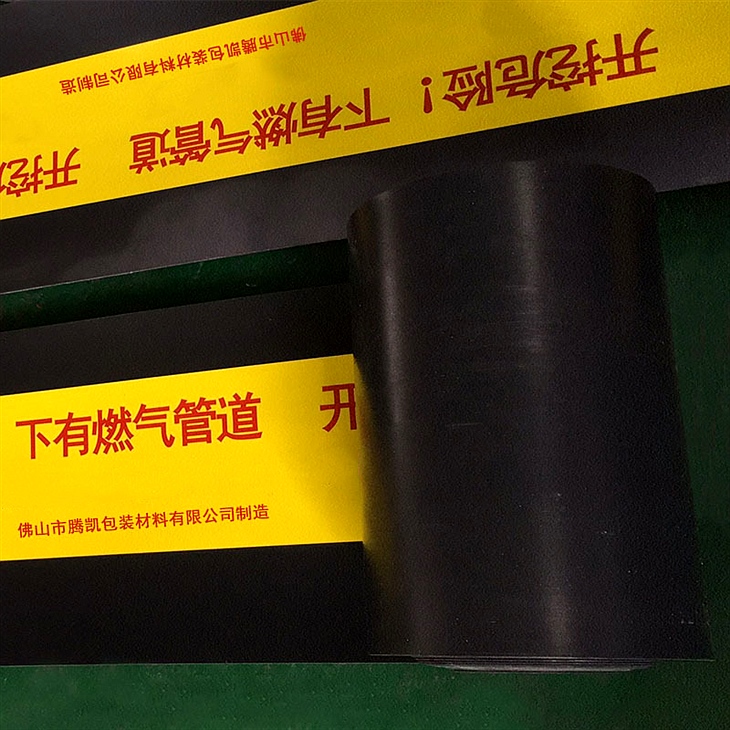 佛山市腾凯包装材料有限公司制造
开挖危险！下有燃气管道 开挖
下有燃气管道 开
佛山市腾凯包装材料有限公司制造